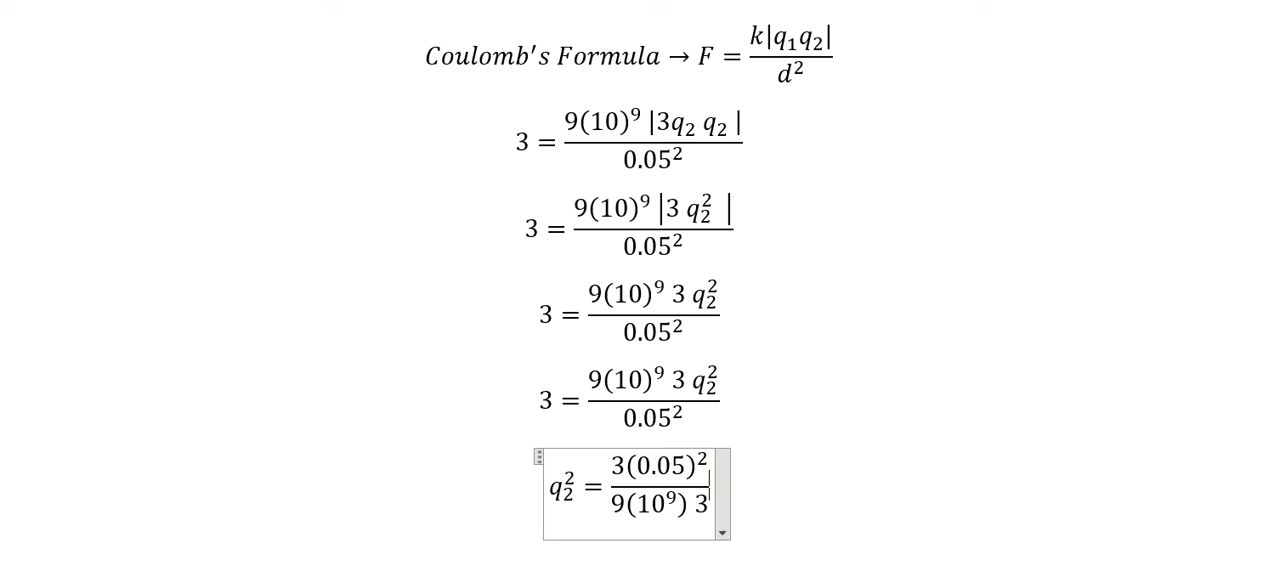 Coulomb's Formula → F = k|q₁q₂| / d²
3 = 9(10)⁹ |3q₂ q₂ | / 0.05²
3 = 9(10)⁹ |3 q₂² | / 0.05²
3 = 9(10)⁹ 3 q₂² / 0.05²
3 = 9(10)⁹ 3 q₂² / 0.05²
q₂² = 3(0.05)² / 9(10⁹) 3